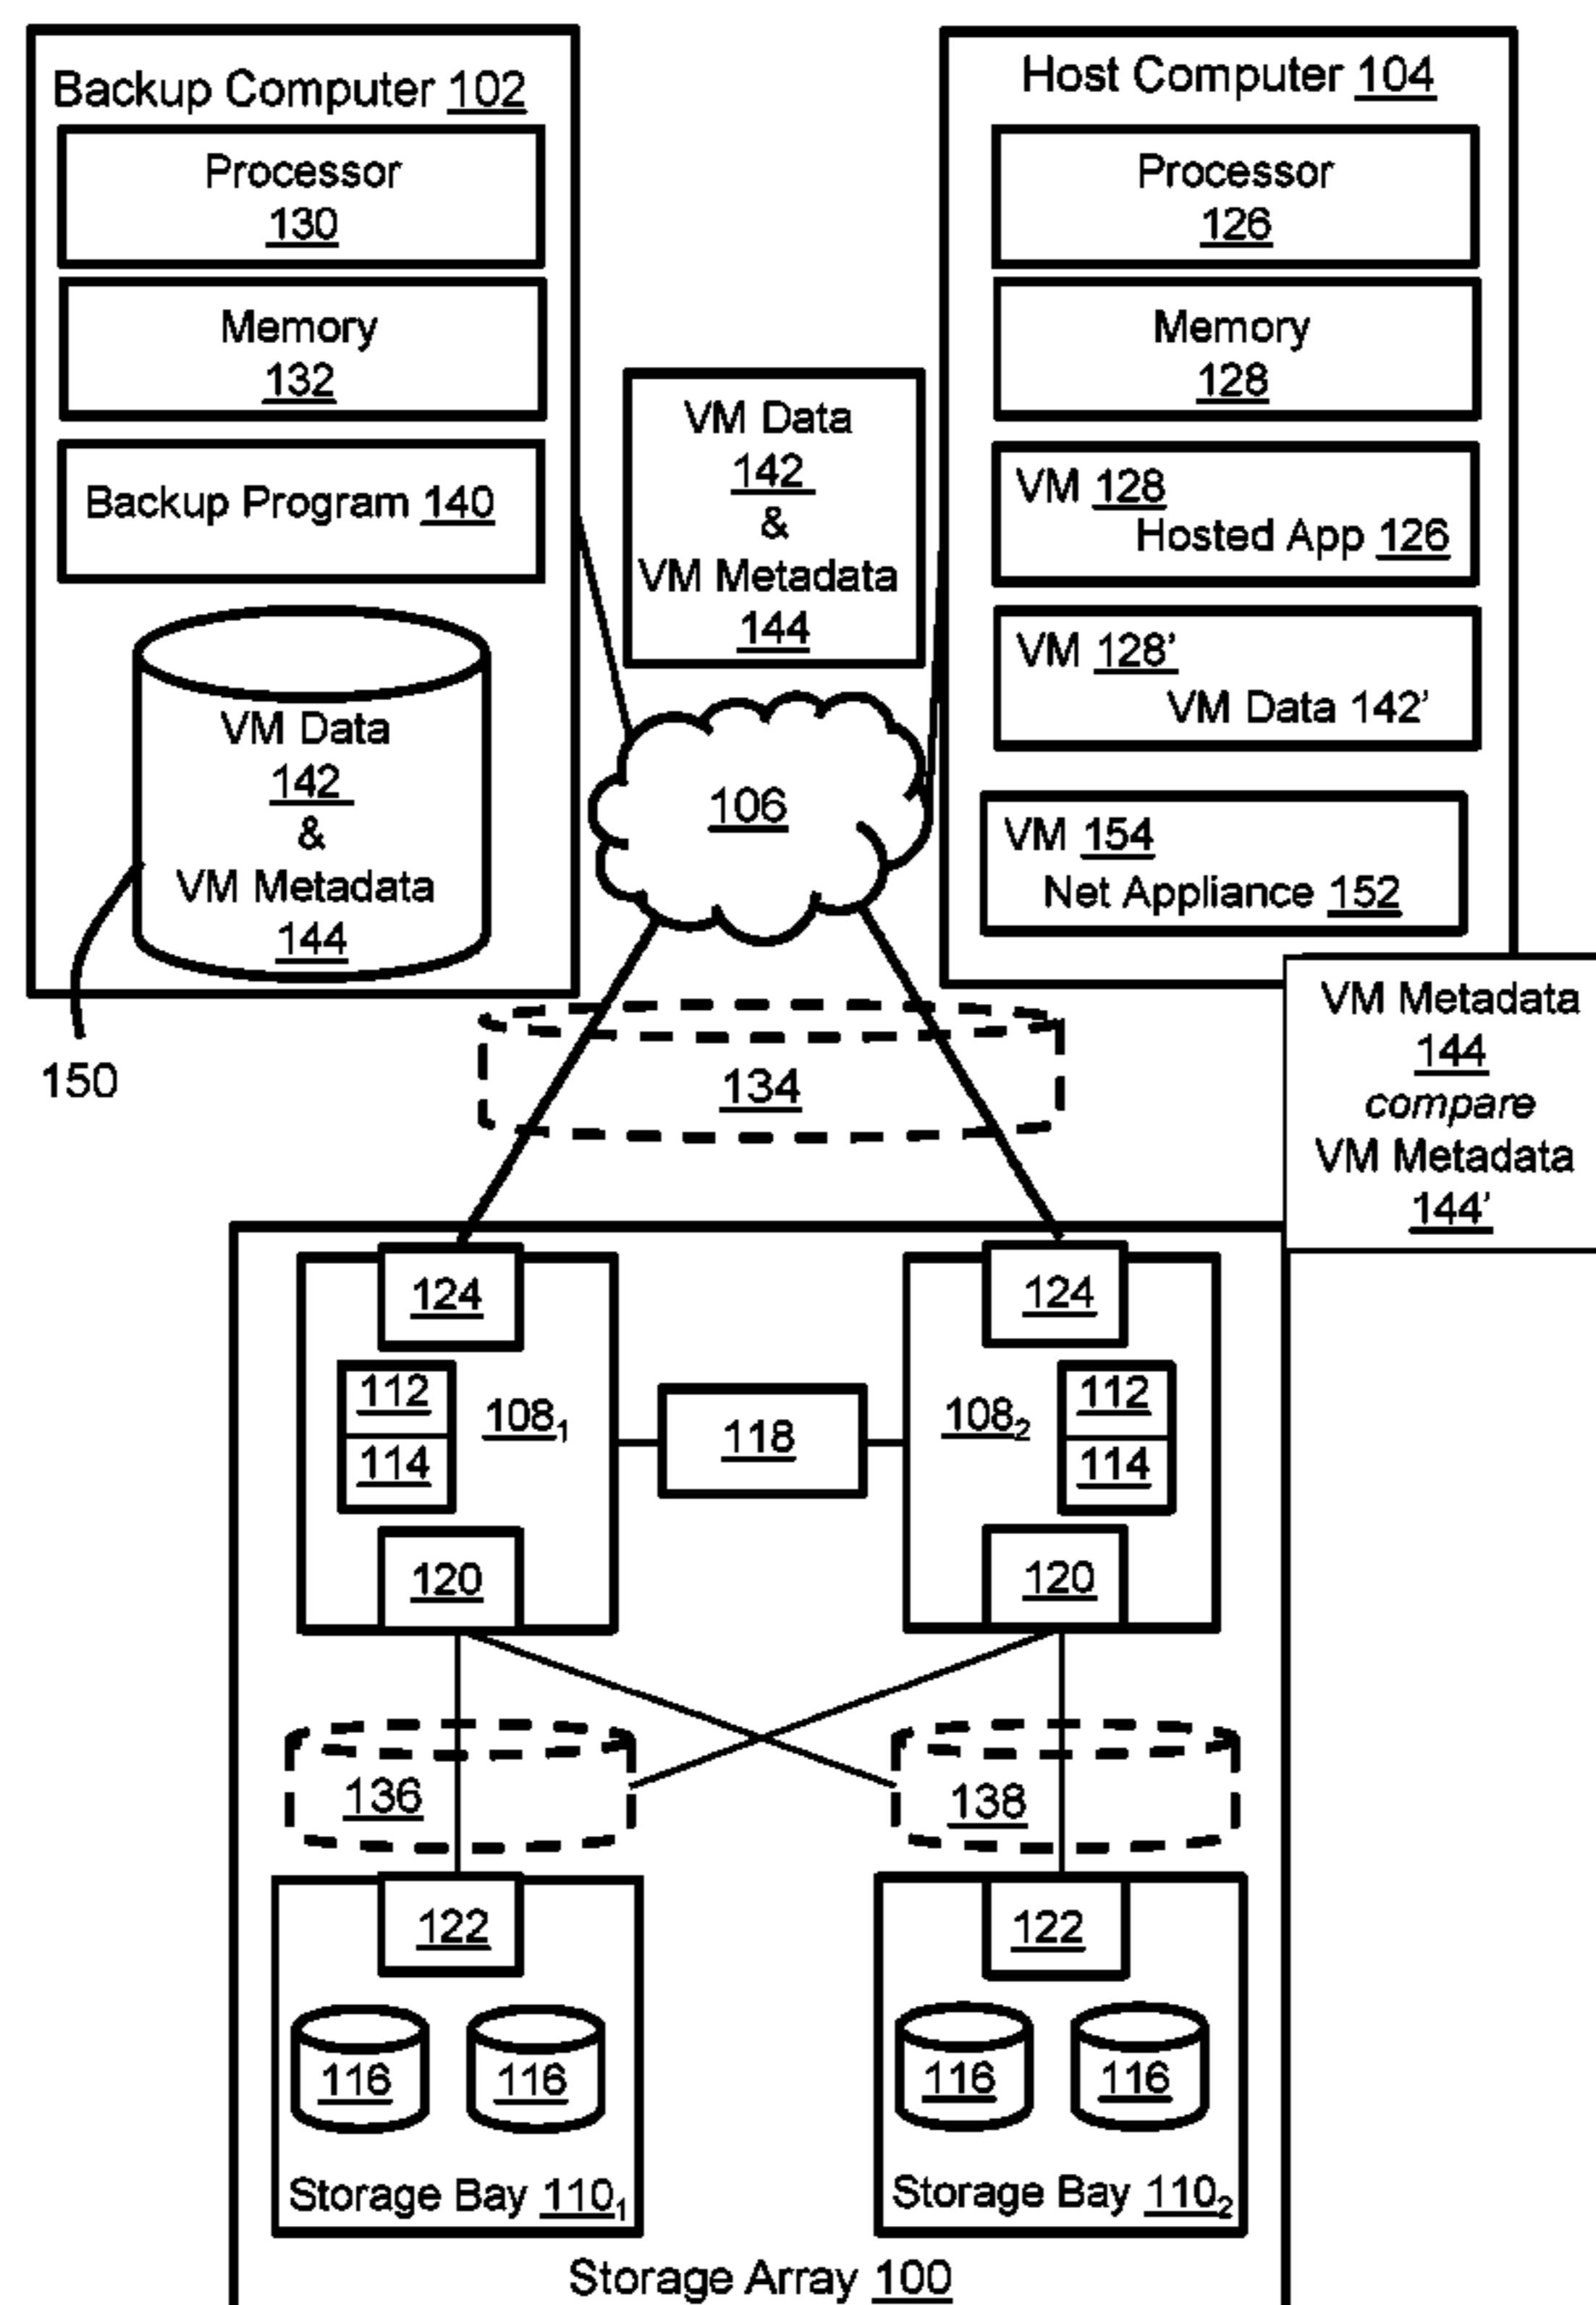 Backup Computer 102
Processor
130
Memory
132
Backup Program 140
VM Data
142
&
VM Metadata
144
150
VM Data
142
&
VM Metadata
144
106
Host Computer 104
Processor
126
Memory
128
VM 128
Hosted App 126
VM 128’
VM Data 142’
VM 154
Net Appliance 152
VM Metadata
144
compare
VM Metadata
144’
134
124
112
114
108₁
120
118
124
108₂
112
114
120
136
138
122
116 116
Storage Bay 110₁
122
116 116
Storage Bay 110₂
Storage Array 100